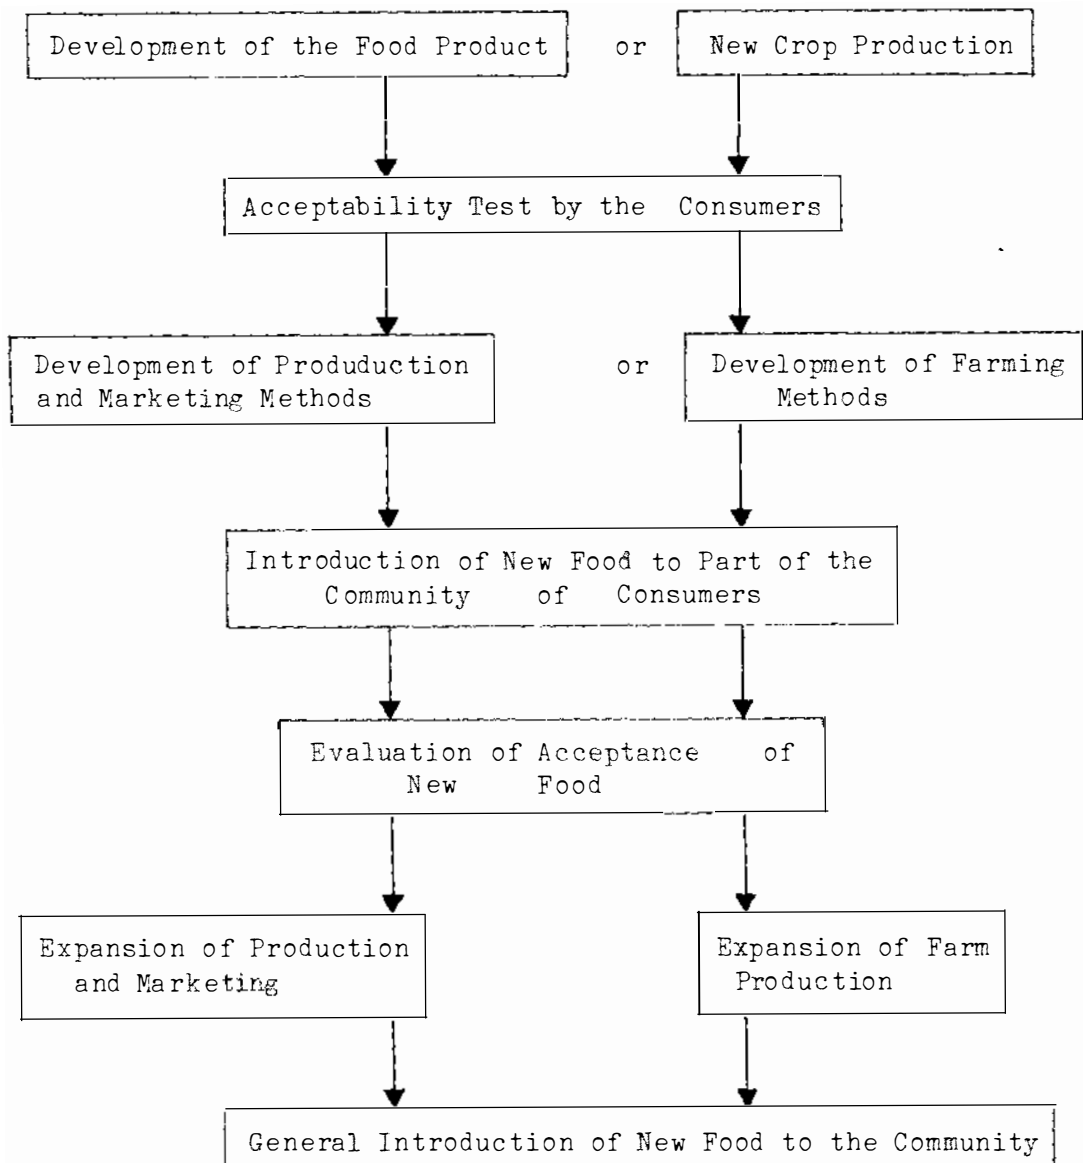 Development of the Food Product or New Crop Production
Acceptability Test by the Consumers
Development of Produduction or Development of Farming
and Marketing Methods Methods
Introduction of New Food to Part of the
Community of Consumers
Evaluation of Acceptance of
New Food
Expansion of Production Expansion of Farm
and Marketing Production
General Introduction of New Food to the Community